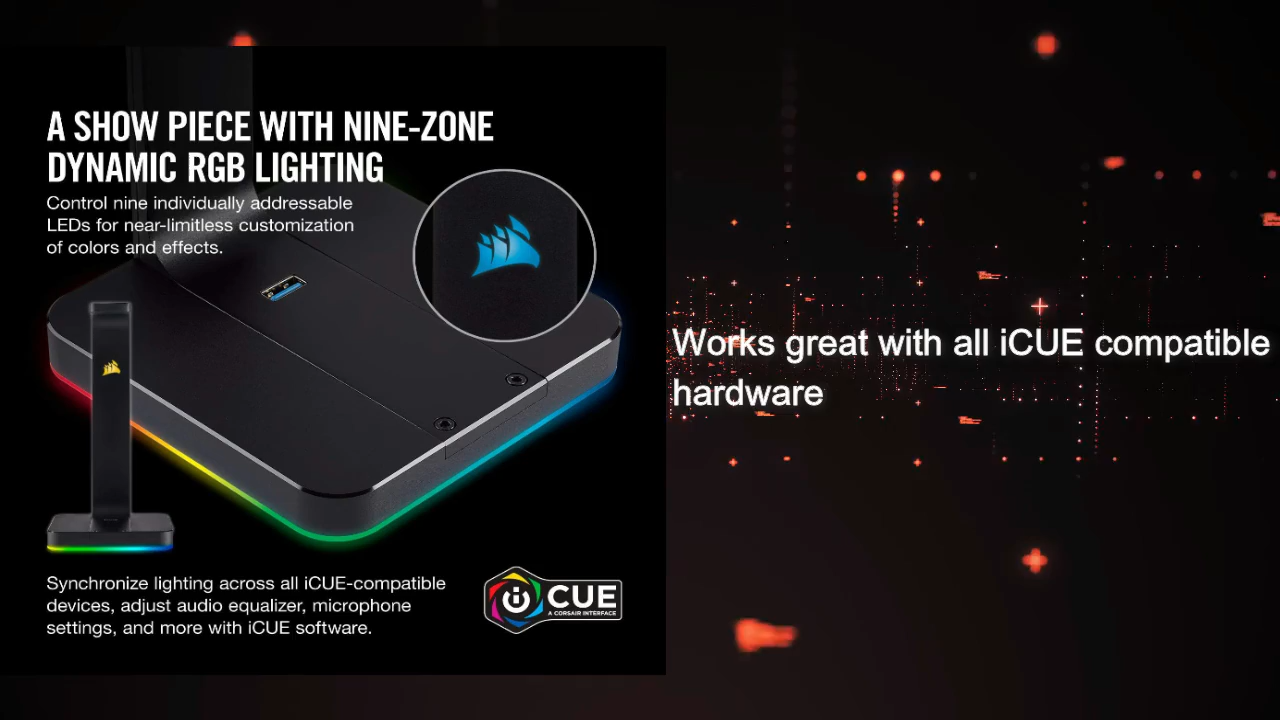 A SHOW PIECE WITH NINE-ZONE
DYNAMIC RGB LIGHTING
Control nine individually addressable
LEDs for near-limitless customization
of colors and effects.
Works great with all iCUE compatible
hardware
Synchronize lighting across all iCUE-compatible
devices, adjust audio equalizer, microphone
settings, and more with iCUE software.
iCUE
A CORSAIR INTERFACE